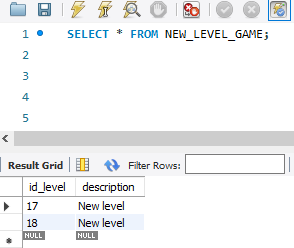 1 SELECT * FROM NEW_LEVEL_GAME;
2
3
4
5
Result Grid Filter Rows:
id_level description
17 New level
18 New level
NULL NULL